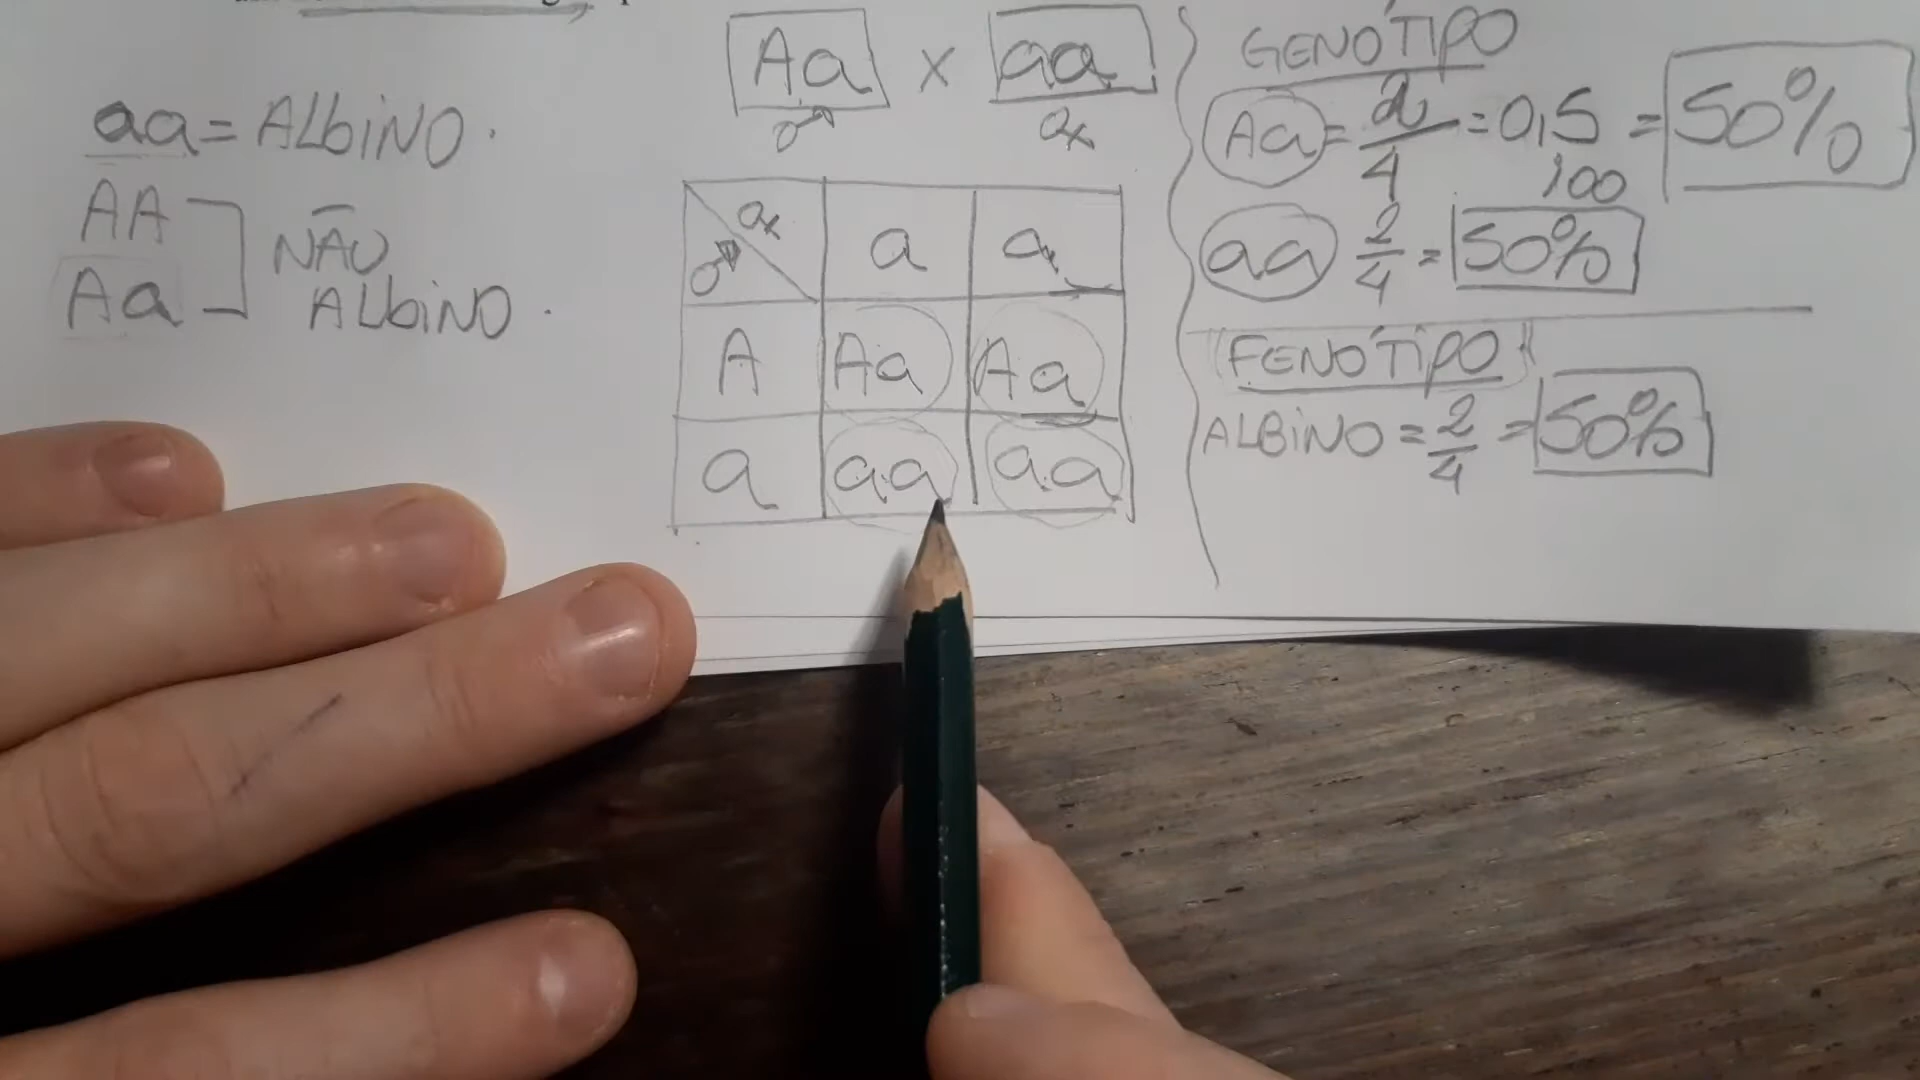 aa = ALbiNO.
AA
Aa
NÃO
ALbiNO.
Aa x aa
♂ ♀
♀ ♂ a a
A Aa Aa
a aa aa
GENÓTIPO
Aa = 2/4 = 0,5 = 50%
100
aa 2/4 = 50%
FENÓTIPO
ALBiNO = 2/4 = 50%